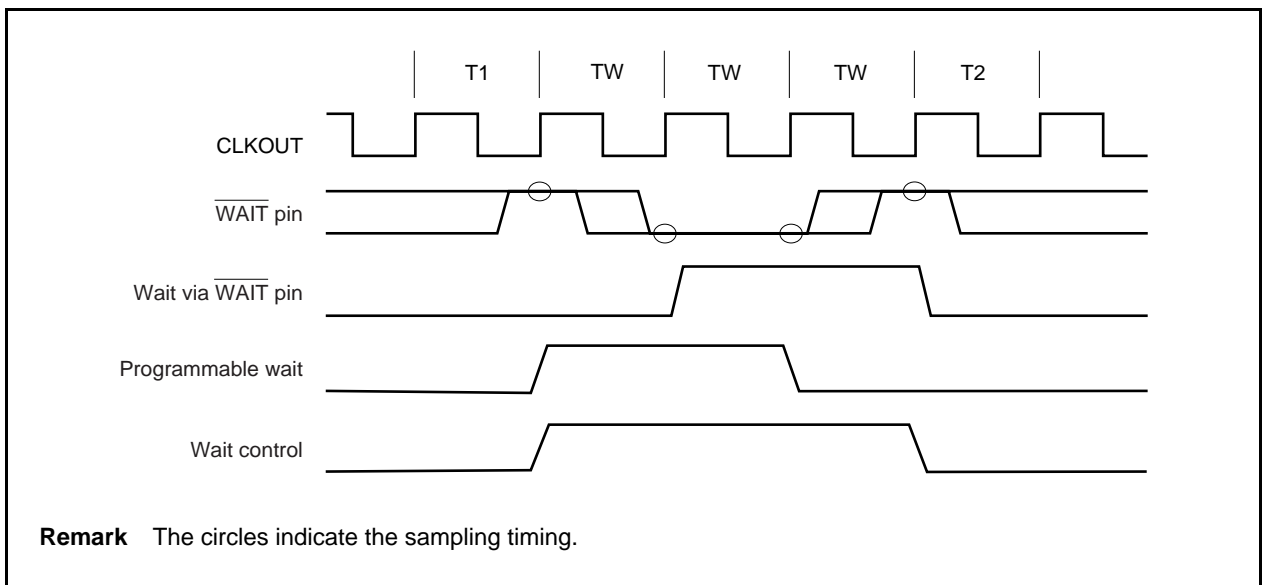 T1 TW TW TW T2
CLKOUT
WAIT pin
Wait via WAIT pin
Programmable wait
Wait control
Remark The circles indicate the sampling timing.